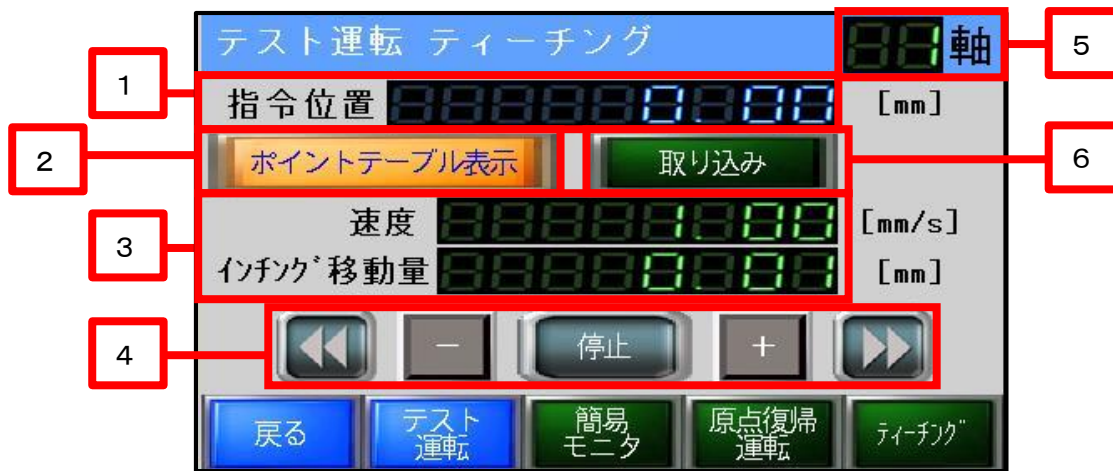 テスト運転 ティーチング 1軸
5
1
指令位置 0.00 [mm]
2
ポイントテーブル表示 取り込み
6
3
速度 1.00 [mm/s]
ｲﾝﾁﾝｸﾞ移動量 0.01 [mm]
4
－ 停止 ＋
戻る
テスト
運転
簡易
モニタ
原点復帰
運転
ﾃｨｰﾁﾝｸﾞ